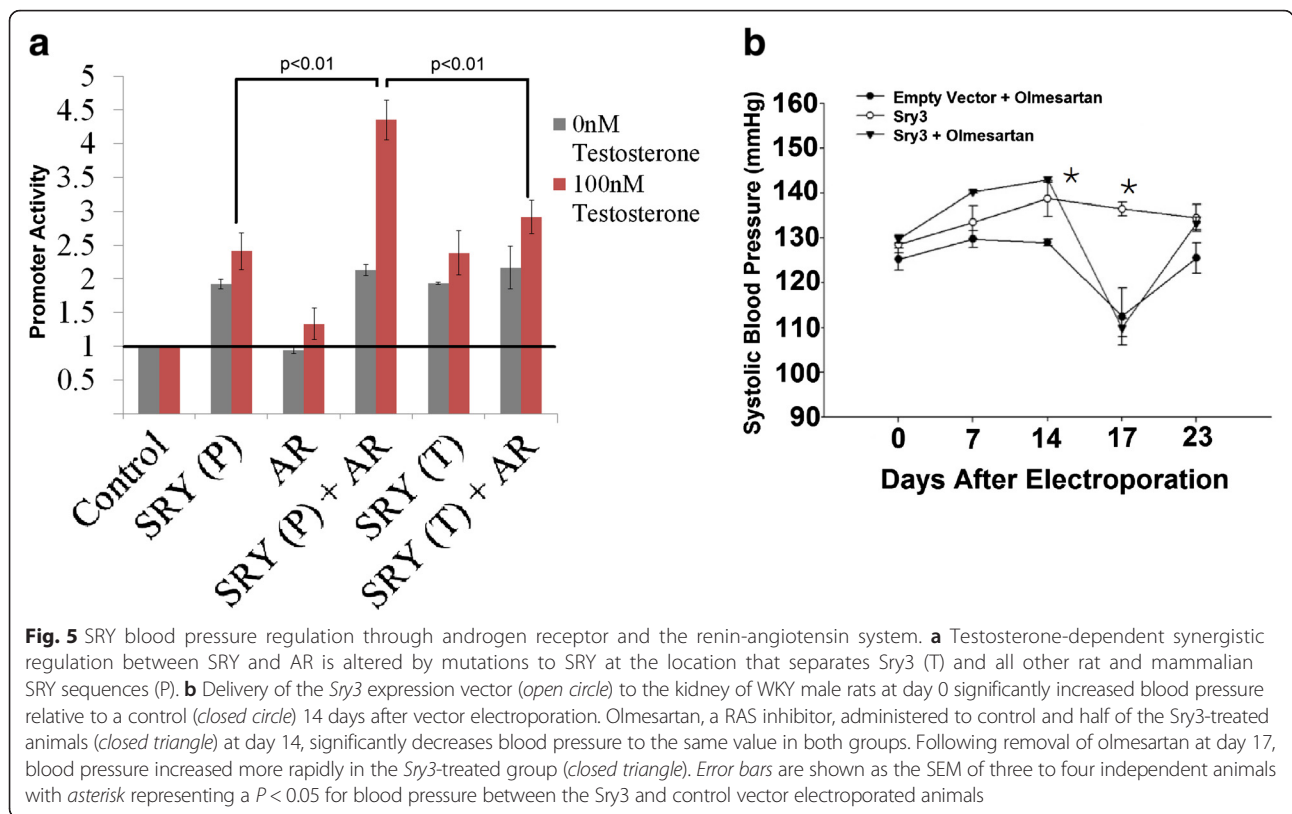 a
p<0.01
p<0.01
5
4.5
4
3.5
3
2.5
2
1.5
1
0.5
Promoter Activity
0nM
Testosterone
100nM
Testosterone
Control
SRY (P)
AR
SRY (P) + AR
SRY (T)
SRY (T) + AR
b
Empty Vector + Olmesartan
Sry3
Sry3 + Olmesartan
160
150
140
130
120
110
100
90
Systolic Blood Pressure (mmHg)
0 7 14 17 23
Days After Electroporation
Fig. 5 SRY blood pressure regulation through androgen receptor and the renin-angiotensin system. a Testosterone-dependent synergistic
regulation between SRY and AR is altered by mutations to SRY at the location that separates Sry3 (T) and all other rat and mammalian
SRY sequences (P). b Delivery of the Sry3 expression vector (open circle) to the kidney of WKY male rats at day 0 significantly increased blood pressure
relative to a control (closed circle) 14 days after vector electroporation. Olmesartan, a RAS inhibitor, administered to control and half of the Sry3-treated
animals (closed triangle) at day 14, significantly decreases blood pressure to the same value in both groups. Following removal of olmesartan at day 17,
blood pressure increased more rapidly in the Sry3-treated group (closed triangle). Error bars are shown as the SEM of three to four independent animals
with asterisk representing a P < 0.05 for blood pressure between the Sry3 and control vector electroporated animals